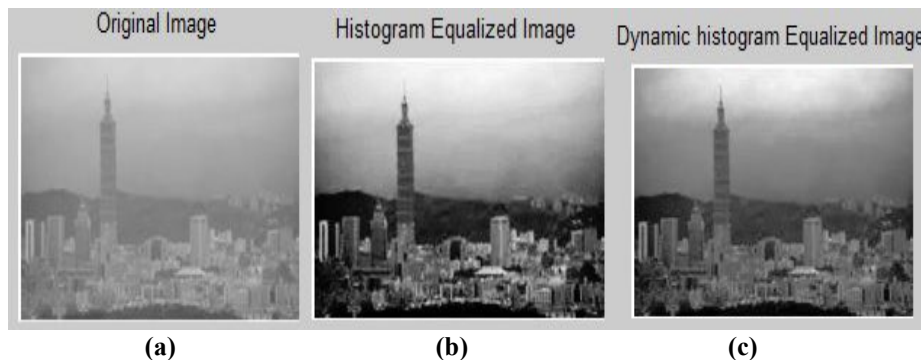 Original Image
Histogram Equalized Image
Dynamic histogram Equalized Image
(a)
(b)
(c)